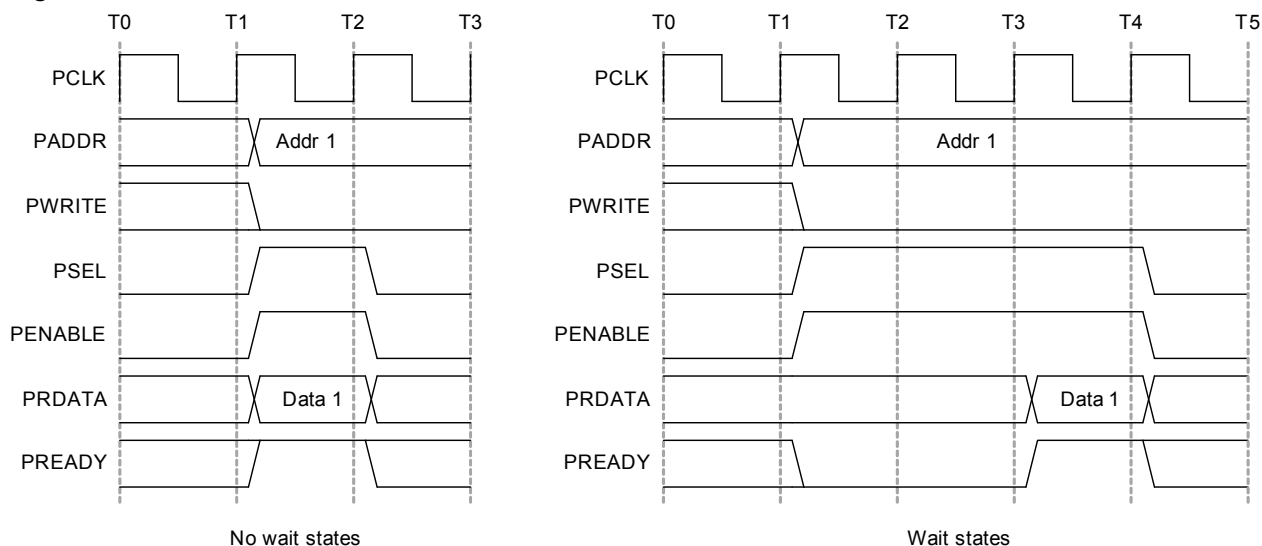 T0 T1 T2 T3 T0 T1 T2 T3 T4 T5
PCLK PCLK
PADDR Addr 1 PADDR Addr 1
PWRITE PWRITE
PSEL PSEL
PENABLE PENABLE
PRDATA Data 1 PRDATA Data 1
PREADY PREADY
No wait states Wait states